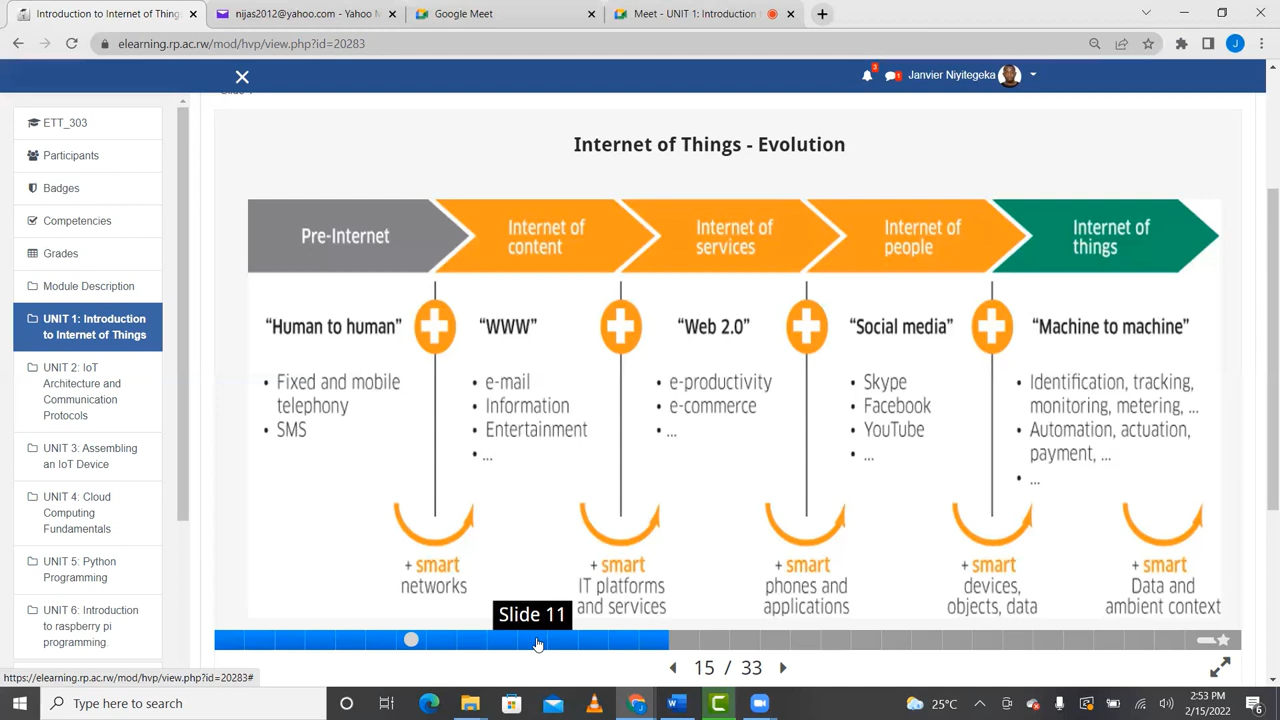 Introduction to Internet of Thing
nijas2012@yahoo.com - Yahoo M
Google Meet
Meet - UNIT 1: Introduction
elearning.rp.ac.rw/mod/hvp/view.php?id=20283
J
3
1
Janvier Niyitegeka
ETT_303
Participants
Badges
Competencies
Grades
Module Description
UNIT 1: Introduction
to Internet of Things
UNIT 2: IoT
Architecture and
Communication
Protocols
UNIT 3: Assembling
an IoT Device
UNIT 4: Cloud
Computing
Fundamentals
UNIT 5: Python
Programming
UNIT 6: Introduction
to raspberry pi
programming
Internet of Things - Evolution
Pre-Internet
Internet of
content
Internet of
services
Internet of
people
Internet of
things
“Human to human”
• Fixed and mobile
telephony
• SMS
“WWW”
• e-mail
• Information
• Entertainment
• ...
“Web 2.0”
• e-productivity
• e-commerce
• ...
“Social media”
• Skype
• Facebook
• YouTube
• ...
“Machine to machine”
• Identification, tracking,
monitoring, metering, ...
• Automation, actuation,
payment, ...
• ...
+ smart
networks
+ smart
IT platforms
and services
+ smart
phones and
applications
+ smart
devices,
objects, data
+ smart
Data and
ambient context
Slide 11
15 / 33
https://elearning.rp.ac.rw/mod/hvp/view.php?id=20283#
Type here to search
25°C
2:53 PM
2/15/2022
6